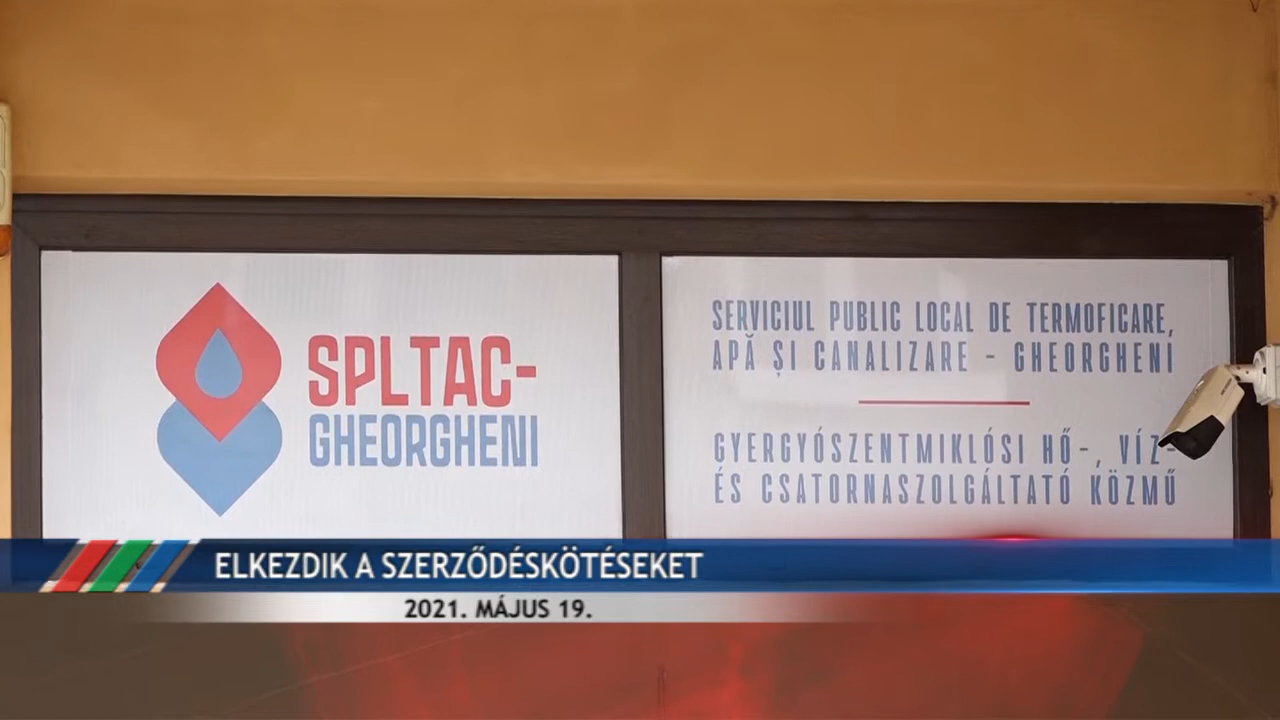 SPLTAC-
GHEORGHENI
SERVICIUL PUBLIC LOCAL DE TERMOFICARE,
APĂ ȘI CANALIZARE - GHEORGHENI
GYERGYÓSZENTMIKLÓSI HŐ-, VÍZ-
ÉS CSATORNASZOLGÁLTATÓ KÖZMŰ
ELKEZDIK A SZERZŐDÉSKÖTÉSEKET
2021. MÁJUS 19.